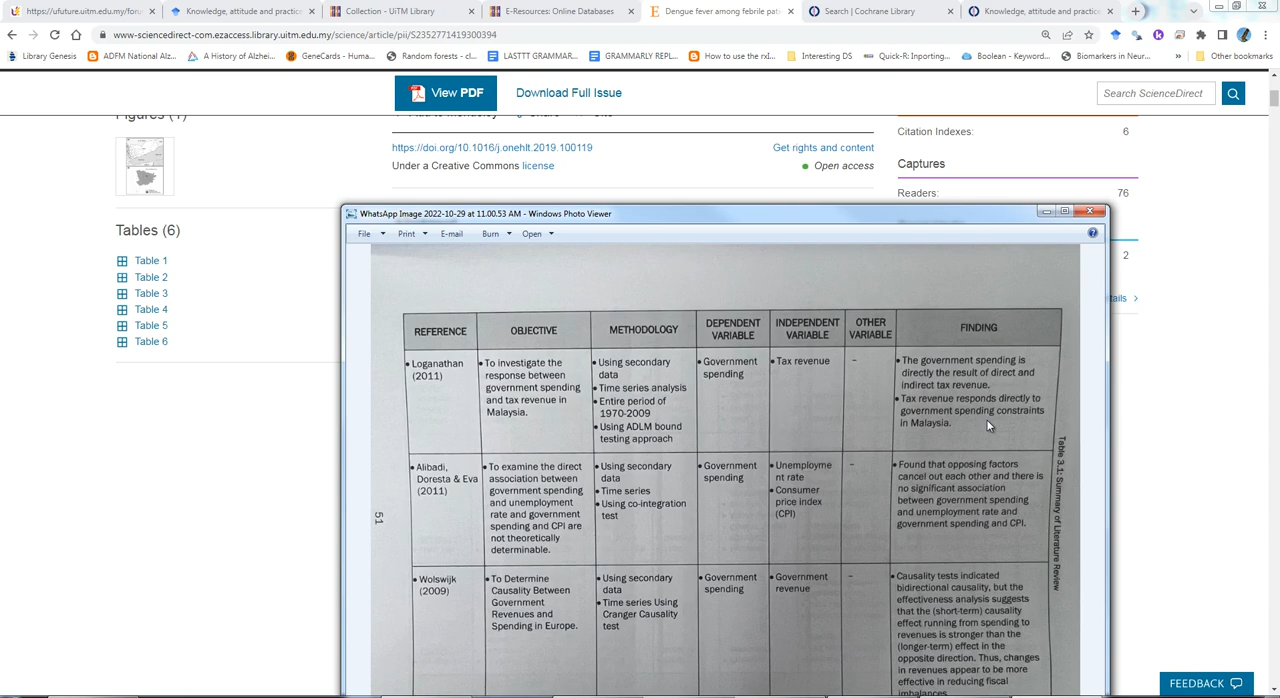 https://ufuture.uitm.edu.my/foru
Knowledge, attitude and practice
Collection - UiTM Library
E-Resources: Online Databases
Dengue fever among febrile pati
Search | Cochrane Library
Knowledge, attitude and practice
www-sciencedirect-com.ezaccess.library.uitm.edu.my/science/article/pii/S2352771419300394
Library Genesis
ADFM National Alz...
A History of Alzhei...
GeneCards - Huma...
Random forests - cl...
LASTTT GRAMMAR...
GRAMMARLY REPL...
How to use the rxl...
Interesting DS
Quick-R: Inporting...
Boolean - Keyword...
Biomarkers in Neur...
»
Other bookmarks
View PDF
Download Full Issue
Search ScienceDirect
Figures (1)
Citation Indexes: 6
https://doi.org/10.1016/j.onehlt.2019.100119
Get rights and content
Under a Creative Commons license
Open access
Captures
Readers: 76
2
Tables (6)
Table 1
Table 2
Table 3
Table 4
Table 5
Table 6
WhatsApp Image 2022-10-29 at 11.00.53 AM - Windows Photo Viewer
File
Print
E-mail
Burn
Open
REFERENCE
OBJECTIVE
METHODOLOGY
DEPENDENT
VARIABLE
INDEPENDENT
VARIABLE
OTHER
VARIABLE
FINDING
• Loganathan
(2011)
• To investigate the
response between
government spending
and tax revenue in
Malaysia.
• Using secondary
data
• Time series analysis
• Entire period of
1970-2009
• Using ADLM bound
testing approach
• Government
spending
• Tax revenue
–
• The government spending is
directly the result of direct and
indirect tax revenue.
• Tax revenue responds directly to
government spending constraints
in Malaysia.
• Alibadi,
Doresta & Eva
(2011)
• To examine the direct
association between
government spending
and unemployment
rate and government
spending and CPI are
not theoretically
determinable.
• Using secondary
data
• Time series
• Using co-integration
test
• Government
spending
• Unemployme
nt rate
• Consumer
price index
(CPI)
–
• Found that opposing factors
cancel out each other and there is
no significant association
between government spending
and unemployment rate and
government spending and CPI.
• Wolswijk
(2009)
• To Determine
Causality Between
Government
Revenues and
Spending in Europe.
• Using secondary
data
• Time series Using
Cranger Causality
test
• Government
spending
• Government
revenue
–
• Causality tests indicated
bidirectional causality, but the
effectiveness analysis suggests
that the (short-term) causality
effect running from spending to
revenues is stronger than the
(longer-term) effect in the
opposite direction. Thus, changes
in revenues appear to be more
effective in reducing fiscal
imbalances
Table 3.1: Summary of Literature Review
51
FEEDBACK